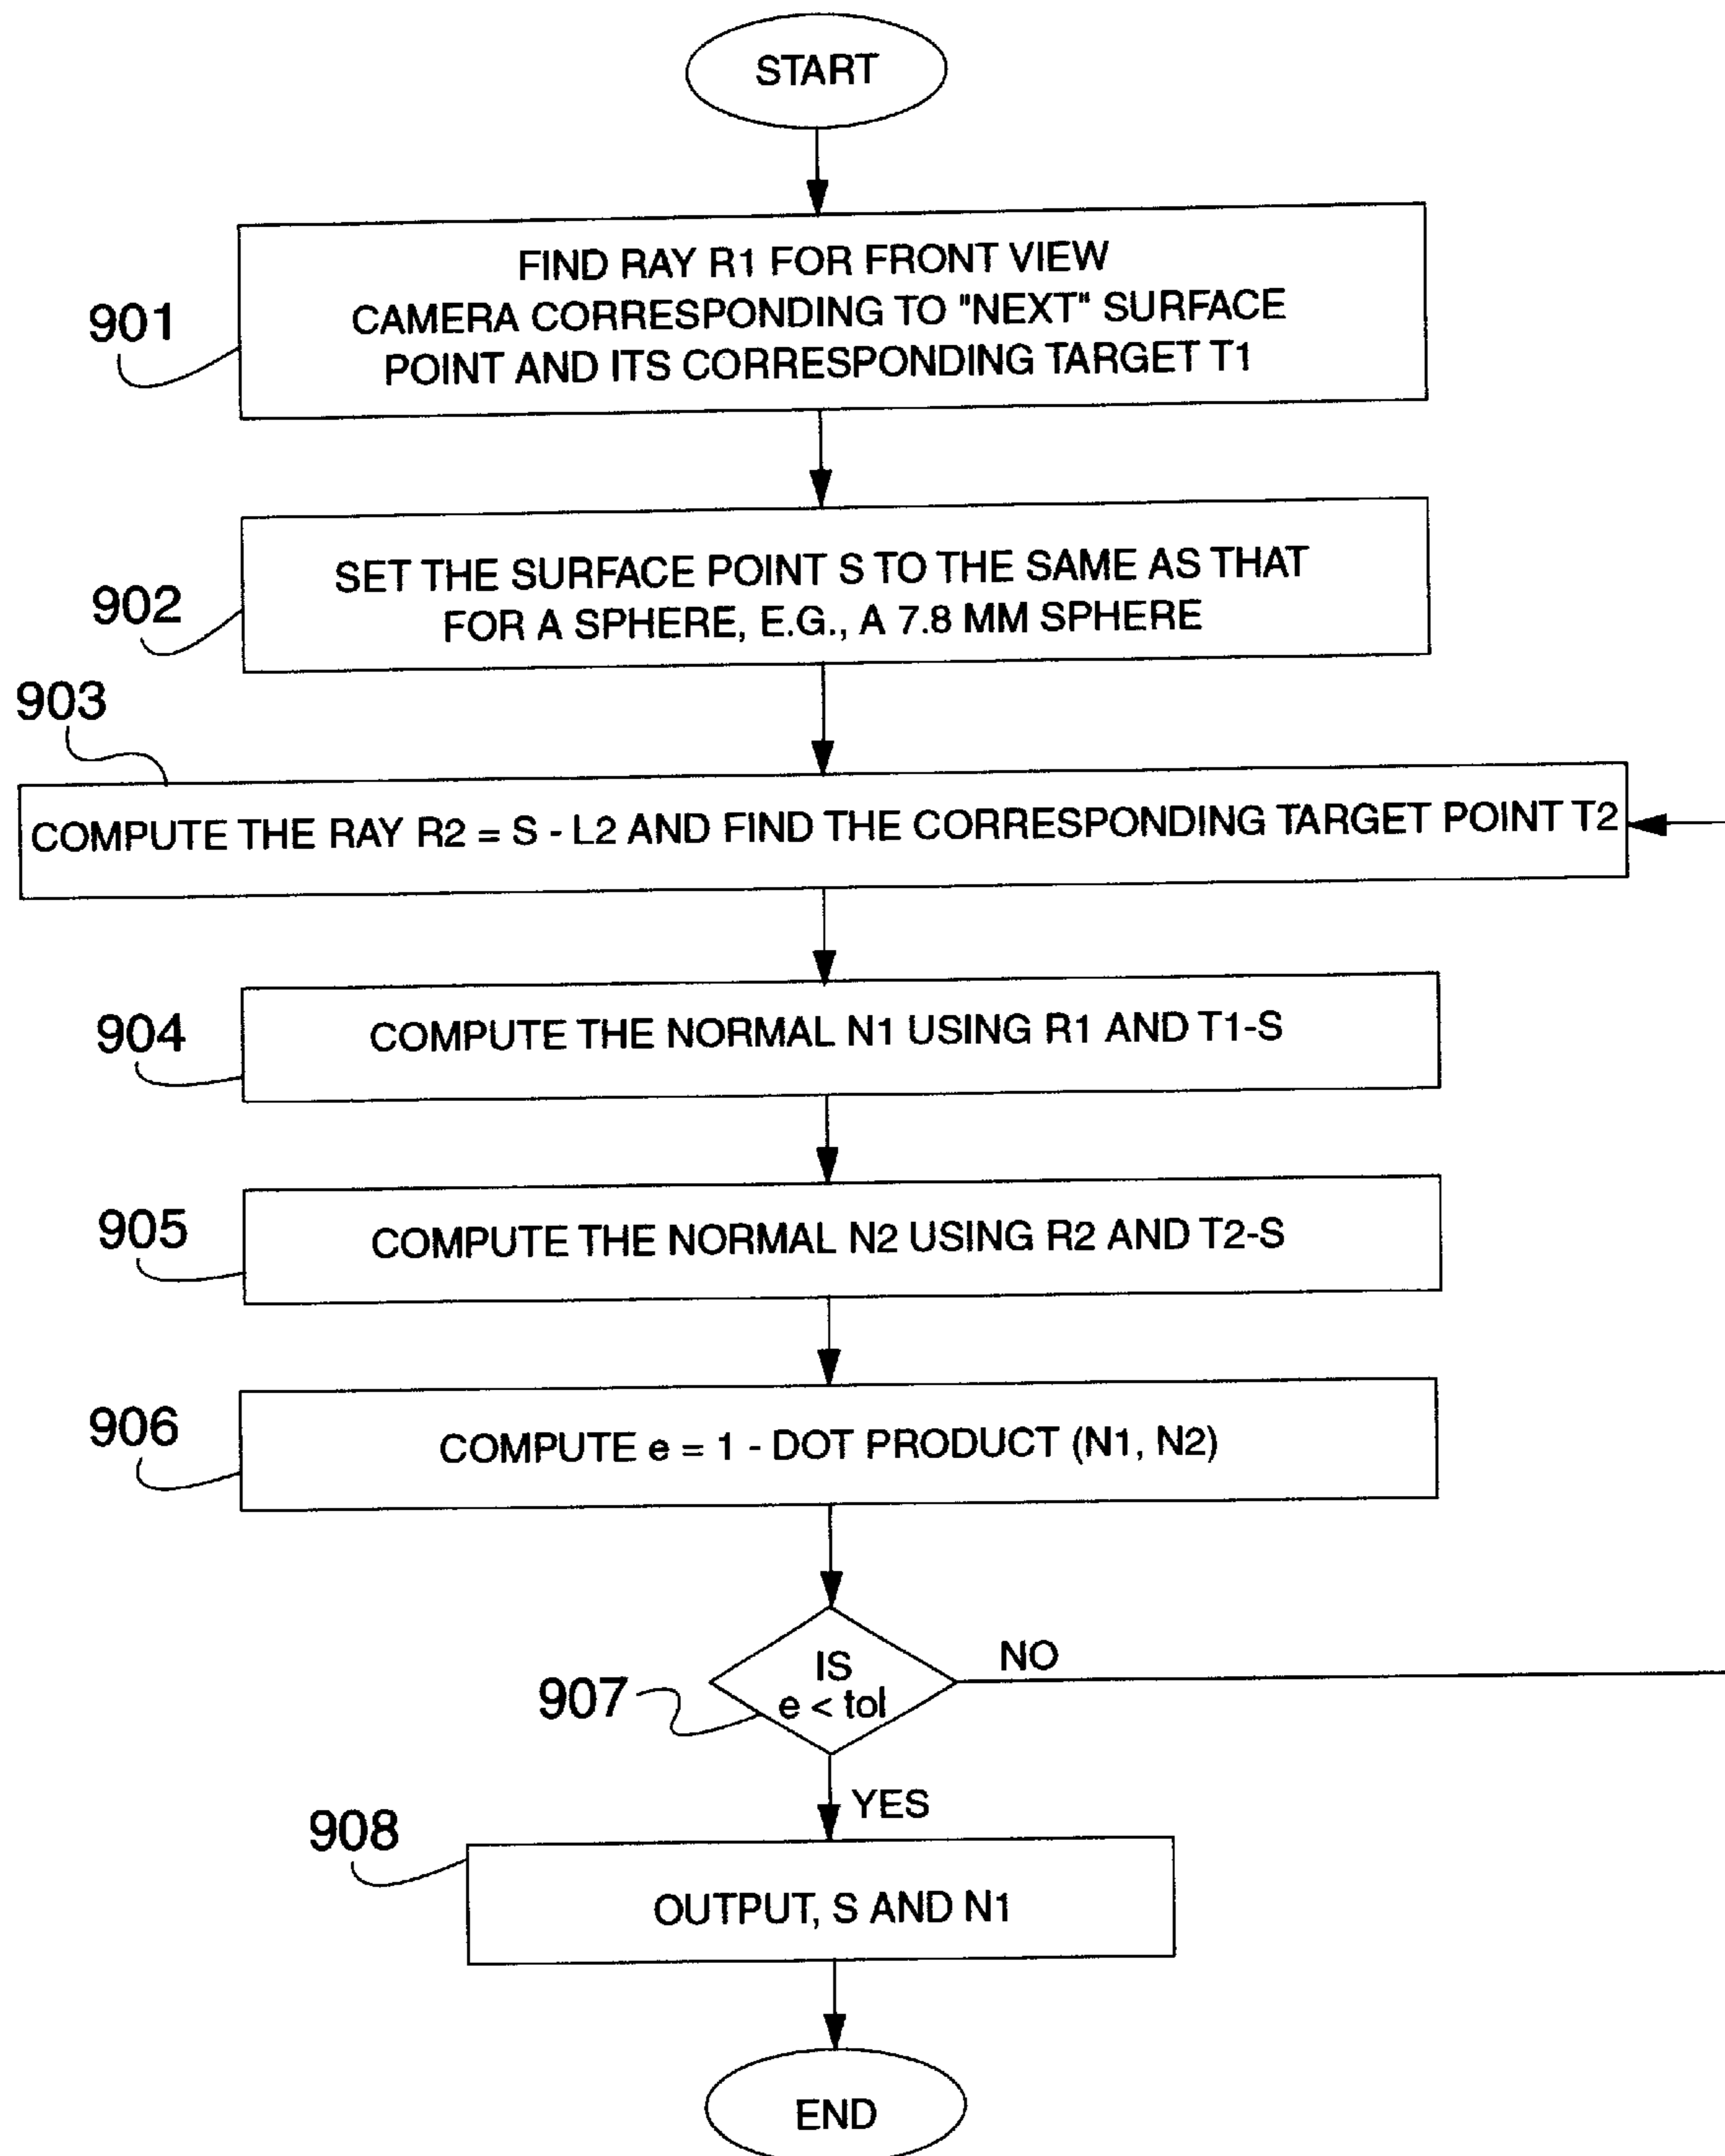 START
901
FIND RAY R1 FOR FRONT VIEW
CAMERA CORRESPONDING TO "NEXT" SURFACE
POINT AND ITS CORRESPONDING TARGET T1
902
SET THE SURFACE POINT S TO THE SAME AS THAT
FOR A SPHERE, E.G., A 7.8 MM SPHERE
903
COMPUTE THE RAY R2 = S - L2 AND FIND THE CORRESPONDING TARGET POINT T2
904
COMPUTE THE NORMAL N1 USING R1 AND T1-S
905
COMPUTE THE NORMAL N2 USING R2 AND T2-S
906
COMPUTE e = 1 - DOT PRODUCT (N1, N2)
907
IS
e < tol
NO
YES
908
OUTPUT, S AND N1
END